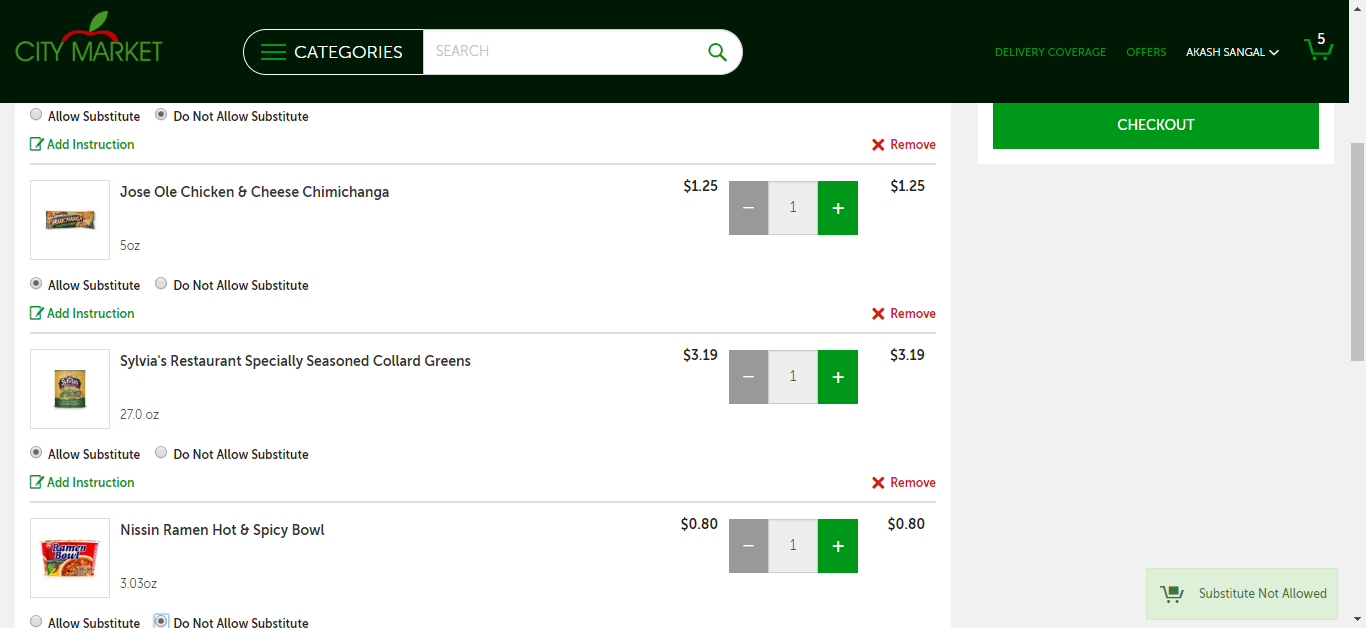 CITY MARKET
CATEGORIES
SEARCH
DELIVERY COVERAGE
OFFERS
AKASH SANGAL
5
Allow Substitute Do Not Allow Substitute
Add Instruction
Remove
CHECKOUT
Jose Ole Chicken & Cheese Chimichanga
$1.25
− 1 +
$1.25
5oz
Allow Substitute Do Not Allow Substitute
Add Instruction
Remove
Sylvia's Restaurant Specially Seasoned Collard Greens
$3.19
− 1 +
$3.19
27.0 oz
Allow Substitute Do Not Allow Substitute
Add Instruction
Remove
Nissin Ramen Hot & Spicy Bowl
$0.80
− 1 +
$0.80
Ramen
Bowl
3.03oz
Allow Substitute Do Not Allow Substitute
Substitute Not Allowed